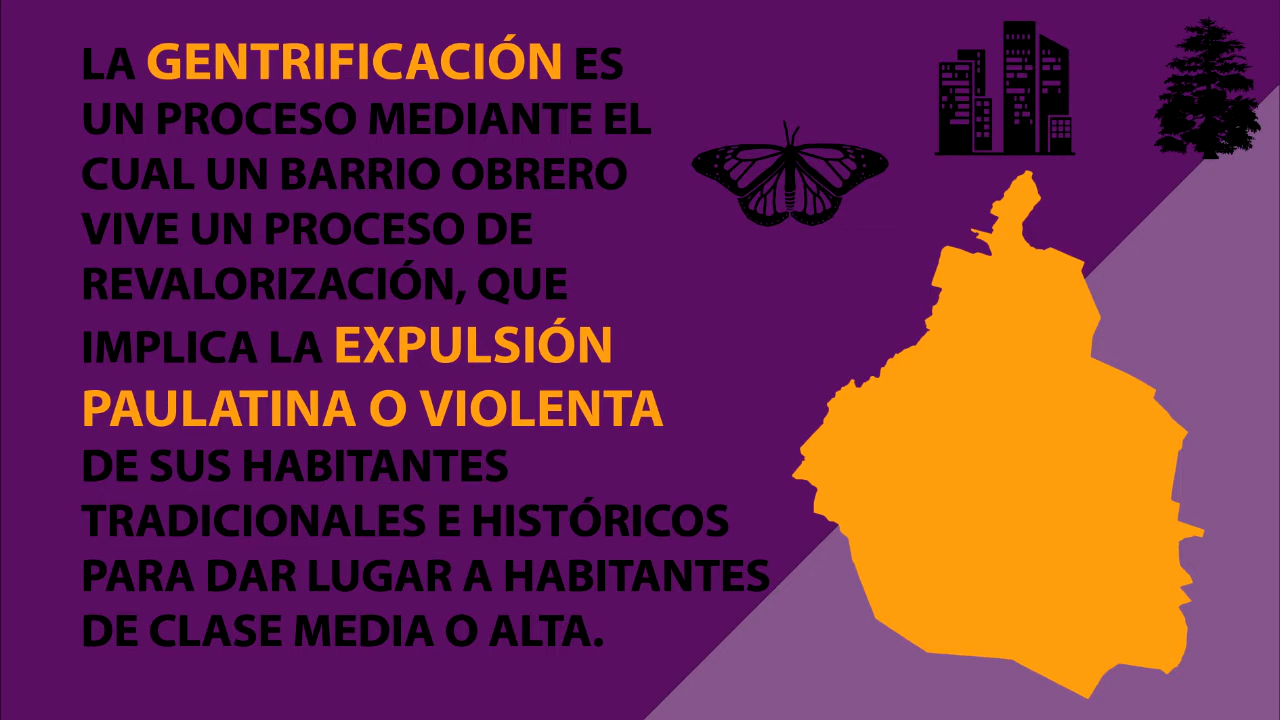 LA GENTRIFICACIÓN ES
UN PROCESO MEDIANTE EL
CUAL UN BARRIO OBRERO
VIVE UN PROCESO DE
REVALORIZACIÓN, QUE
IMPLICA LA EXPULSIÓN
PAULATINA O VIOLENTA
DE SUS HABITANTES
TRADICIONALES E HISTÓRICOS
PARA DAR LUGAR A HABITANTES
DE CLASE MEDIA O ALTA.